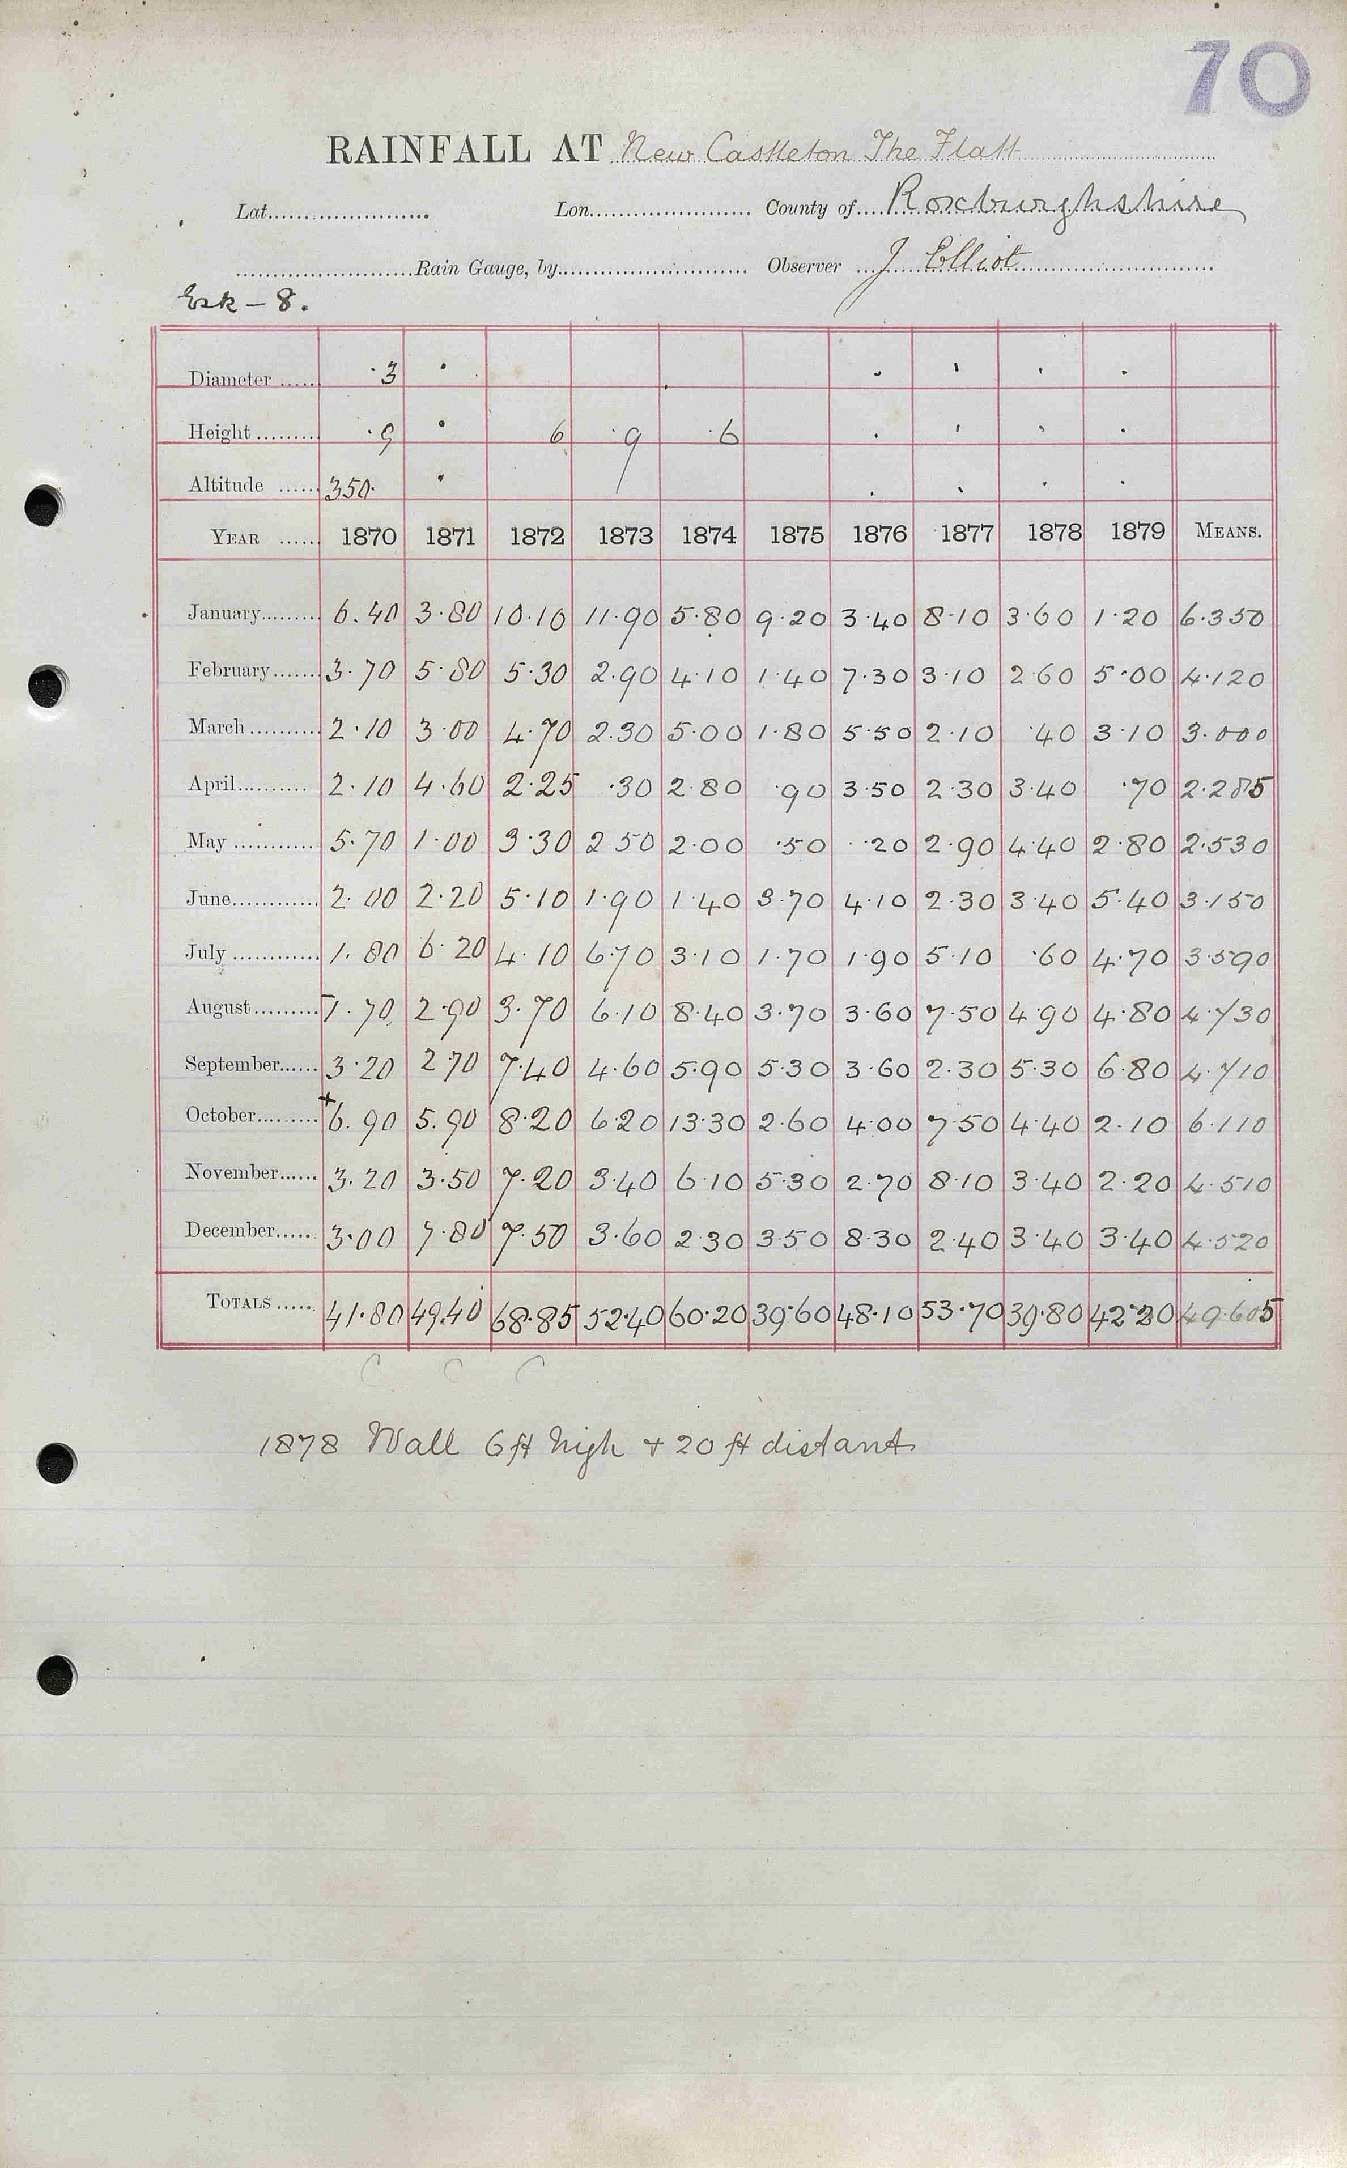 70
RAINFALL AT New Castleton The Flatt
Lat. Lon. County of Roxburghshire
Rain Gauge, by Observer J Elliot
Esk - 8.
Diameter ·3 · · · · ·
Height ·9 · 6 ·9 ·6 · · · ·
Altitude 350· · · · · ·
YEAR 1870 1871 1872 1873 1874 1875 1876 1877 1878 1879 MEANS.
January 6.40 3·80 10·10 11·90 5·80 9·20 3·40 8·10 3·60 1·20 6·350
February 3·70 5·80 5·30 2·90 4·10 1·40 7·30 3·10 2·60 5·00 4·120
March 2·10 3·00 4·70 2·30 5·00 1·80 5·50 2·10 ·40 3·10 3·000
April 2·10 4·60 2·25 ·30 2·80 ·90 3·50 2·30 3·40 ·70 2·285
May 5·70 1·00 3·30 2·50 2·00 ·50 ·20 2·90 4·40 2·80 2·530
June 2·00 2·20 5·10 1·90 1·40 3·70 4·10 2·30 3·40 5·40 3·150
July 1·80 6·20 4·10 6·70 3·10 1·70 1·90 5·10 ·60 4·70 3·590
August 1·70 2·90 3·70 6·10 8·40 3·70 3·60 7·50 4·90 4·80 4·730
September 3·20 2·70 7·40 4·60 5·90 5·30 3·60 2·30 5·30 6·80 4·710
October +6.90 5.90 8·20 6·20 13·30 2·60 4·00 7·50 4·40 2·10 6·110
November 3·20 3·50 7·20 3·40 6·10 5·30 2·70 8·10 3·40 2·20 4·510
December 3·00 7·80 7·50 3·60 2·30 3·50 8·30 2·40 3·40 3·40 4·520
TOTALS 41·80 49.40 68·85 52·40 60·20 39·60 48·10 53·70 39·80 42·20 49·605
C C C
1878 Wall 6 ft high + 20 ft distant